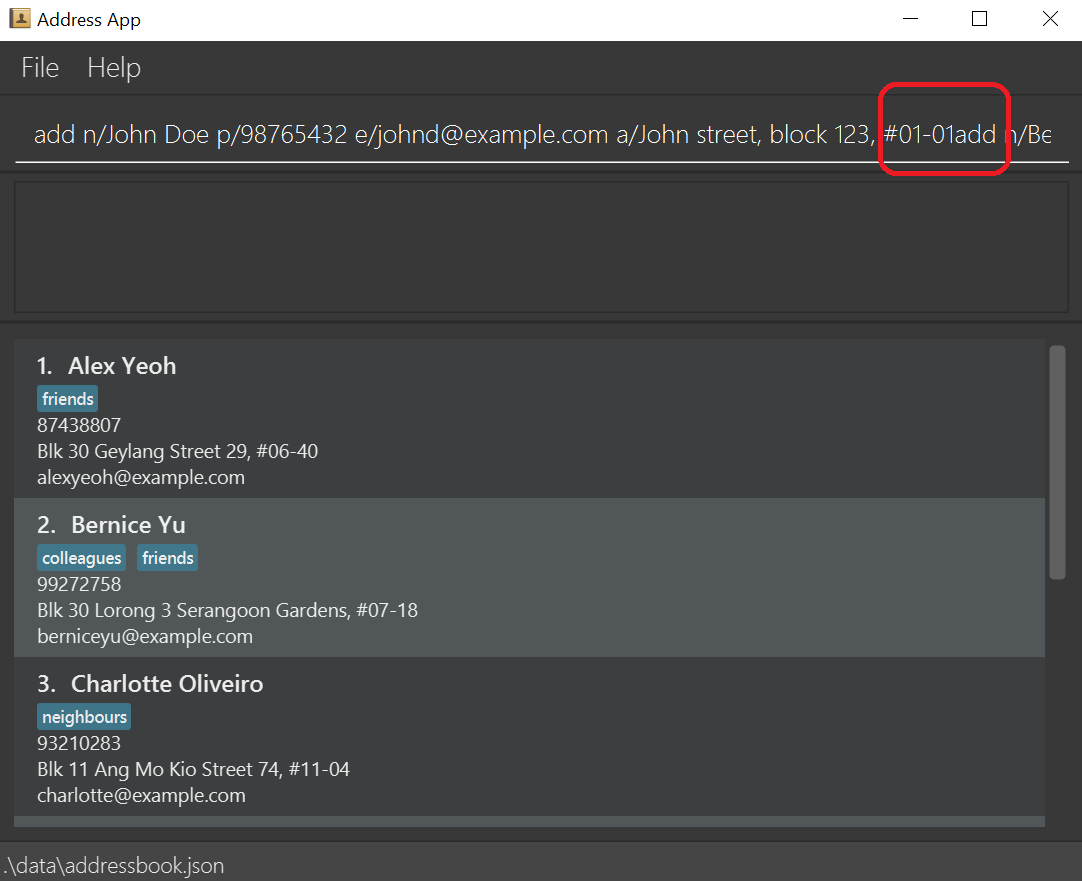 Address App
File Help
add n/John Doe p/98765432 e/johnd@example.com a/John street, block 123, #01-01add n/Be
1. Alex Yeoh
friends
87438807
Blk 30 Geylang Street 29, #06-40
alexyeoh@example.com
2. Bernice Yu
colleagues friends
99272758
Blk 30 Lorong 3 Serangoon Gardens, #07-18
berniceyu@example.com
3. Charlotte Oliveiro
neighbours
93210283
Blk 11 Ang Mo Kio Street 74, #11-04
charlotte@example.com
.\data\addressbook.json